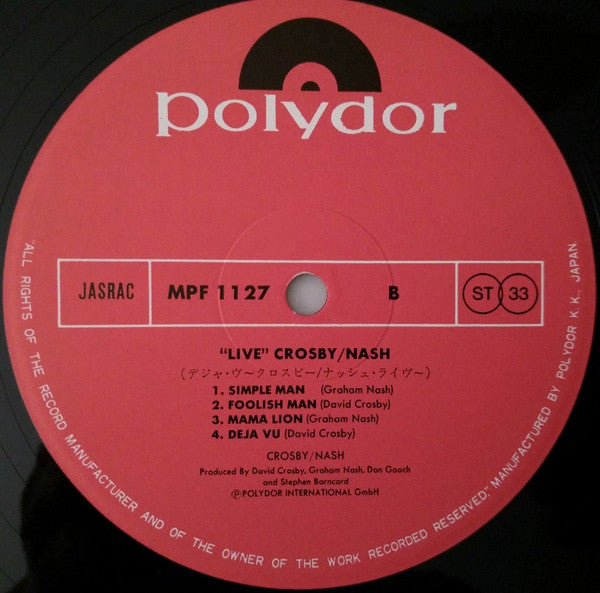 polydor
JASRAC
MPF 1127
B
ST 33
"LIVE" CROSBY/NASH
(デジャ・ヴ〜クロスビー/ナッシュ・ライヴ〜)
1. SIMPLE MAN (Graham Nash)
2. FOOLISH MAN (David Crosby)
3. MAMA LION (Graham Nash)
4. DEJA VU (David Crosby)
CROSBY/NASH
Produced By David Crosby, Graham Nash, Don Gooch
and Stephen Barncard
Ⓟ POLYDOR INTERNATIONAL GmbH
"ALL RIGHTS OF THE RECORD MANUFACTURER AND OF THE OWNER OF THE WORK RECORDED RESERVED." MANUFACTURED BY POLYDOR K.K., JAPAN